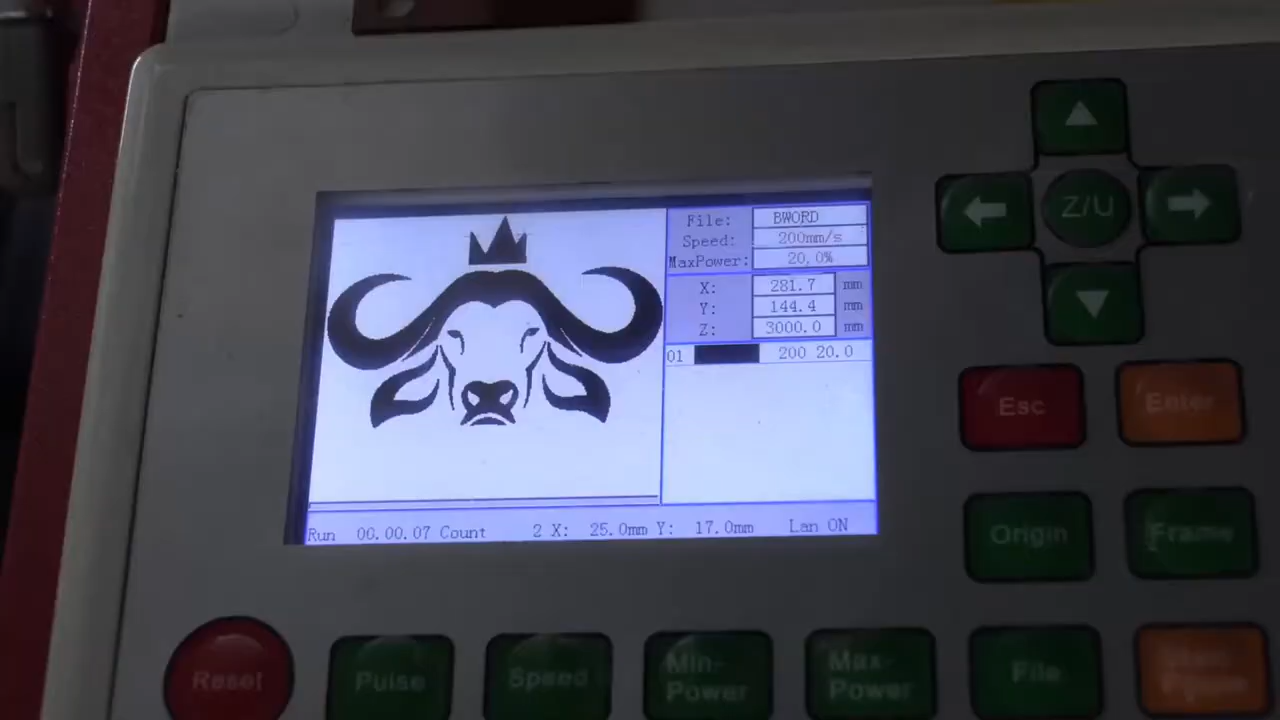 File: BWORD
Speed: 200mm/s
MaxPower: 20.0%
X: 281.7 mm
Y: 144.4 mm
Z: 3000.0 mm
01 200 20.0
Run 00.00.07 Count 2 X: 25.0mm Y: 17.0mm Lan ON
Z/U
Esc Enter
Origin Frame
Reset Pulse Speed Min-Power Max-Power File